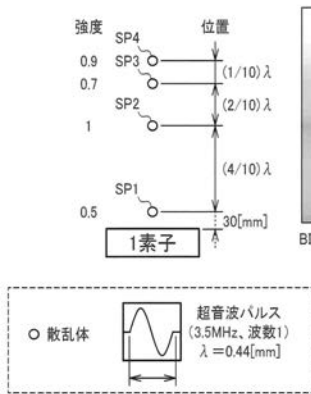 強度 位置
SP4
0.9 SP3
(1/10)λ
0.7
(2/10)λ
SP2
1
(4/10)λ
SP1
0.5
30[mm]
1素子
超音波パルス
○ 散乱体 (3.5MHz、波数1)
λ=0.44[mm]